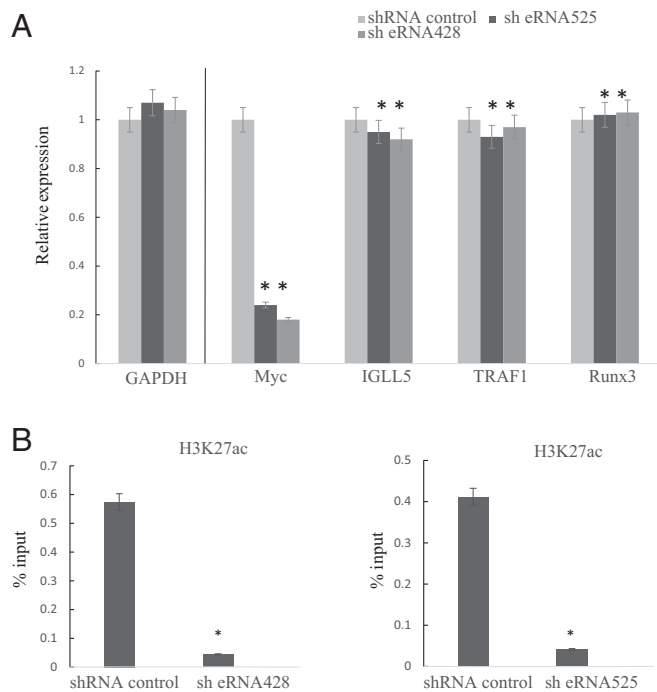 A
shRNA control sh eRNA525
sh eRNA428
Relative expression
1.2
1
0.8
0.6
0.4
0.2
0
* *
* *
* *
* *
GAPDH Myc IGLL5 TRAF1 Runx3
B
H3K27ac
% input
0.7
0.6
0.5
0.4
0.3
0.2
0.1
0
*
shRNA control sh eRNA428
H3K27ac
% input
0.5
0.4
0.3
0.2
0.1
0
*
shRNA control sh eRNA525